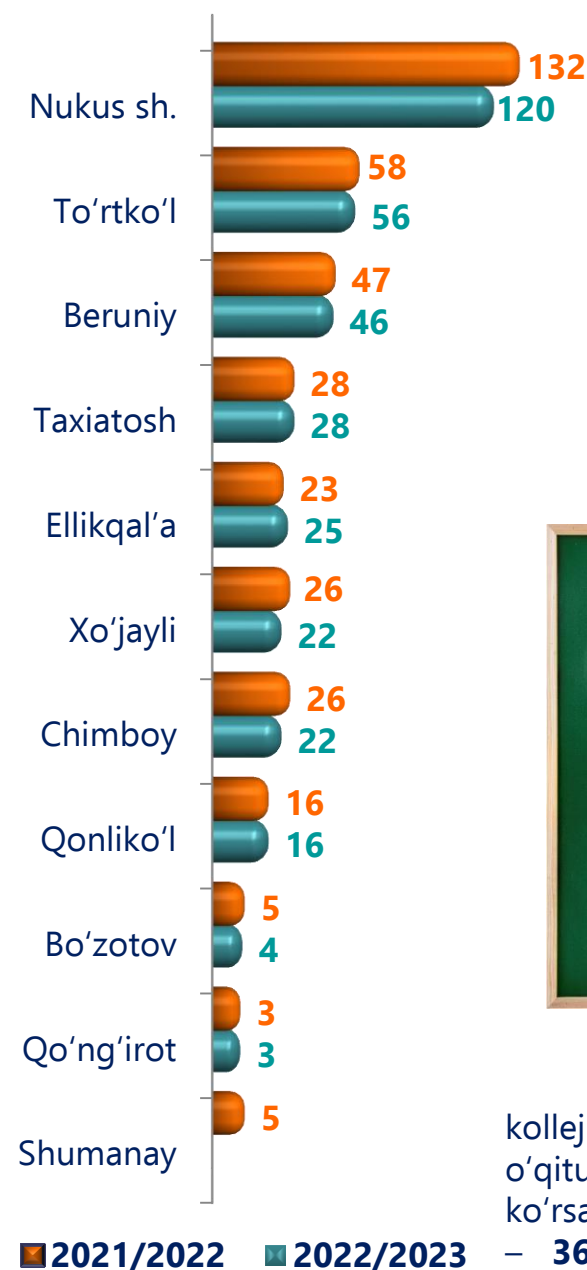 132
Nukus sh.
120
58
To‘rtko‘l
56
47
Beruniy
46
28
Taxiatosh
28
23
Ellikqal’a
25
26
Xo‘jayli
22
26
Chimboy
22
16
Qonliko‘l
16
5
Bo‘zotov
4
3
Qo‘ng‘irot
3
5
Shumanay
kollej
o‘qitu
ko‘rsa
– 36
2021/2022 2022/2023